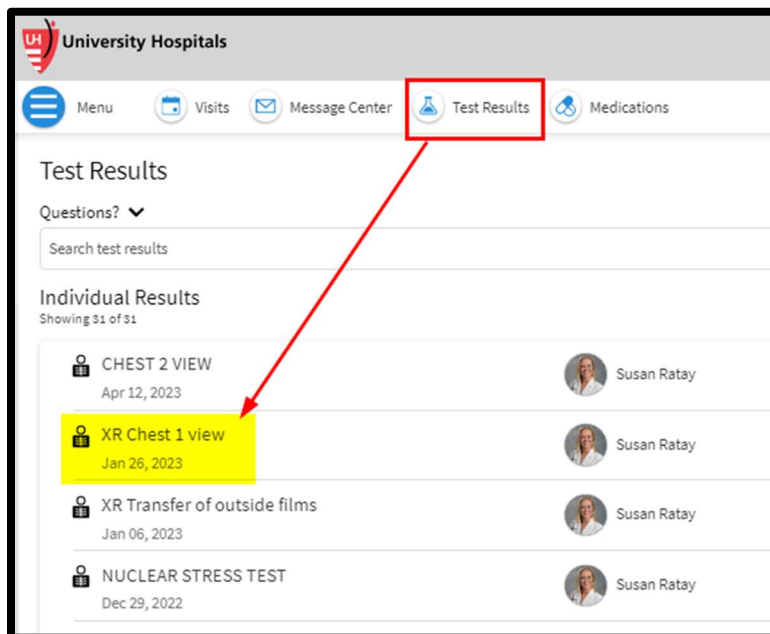 UH University Hospitals
Menu Visits Message Center Test Results Medications
Test Results
Questions?
Search test results
Individual Results
Showing 31 of 31
CHEST 2 VIEW Susan Ratay
Apr 12, 2023
XR Chest 1 view Susan Ratay
Jan 26, 2023
XR Transfer of outside films Susan Ratay
Jan 06, 2023
NUCLEAR STRESS TEST Susan Ratay
Dec 29, 2022